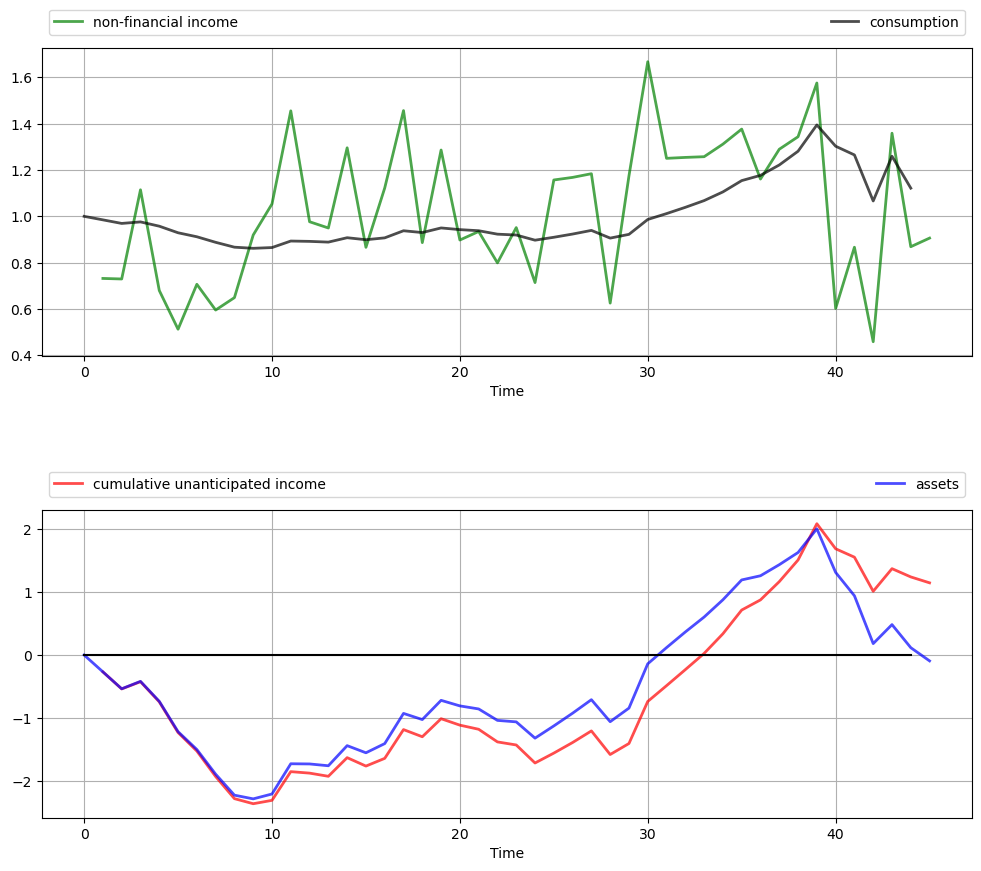 non-financial income consumption
1.6
1.4
1.2
1.0
0.8
0.6
0.4
0 10 20 30 40
Time
cumulative unanticipated income assets
2
1
0
−1
−2
0 10 20 30 40
Time